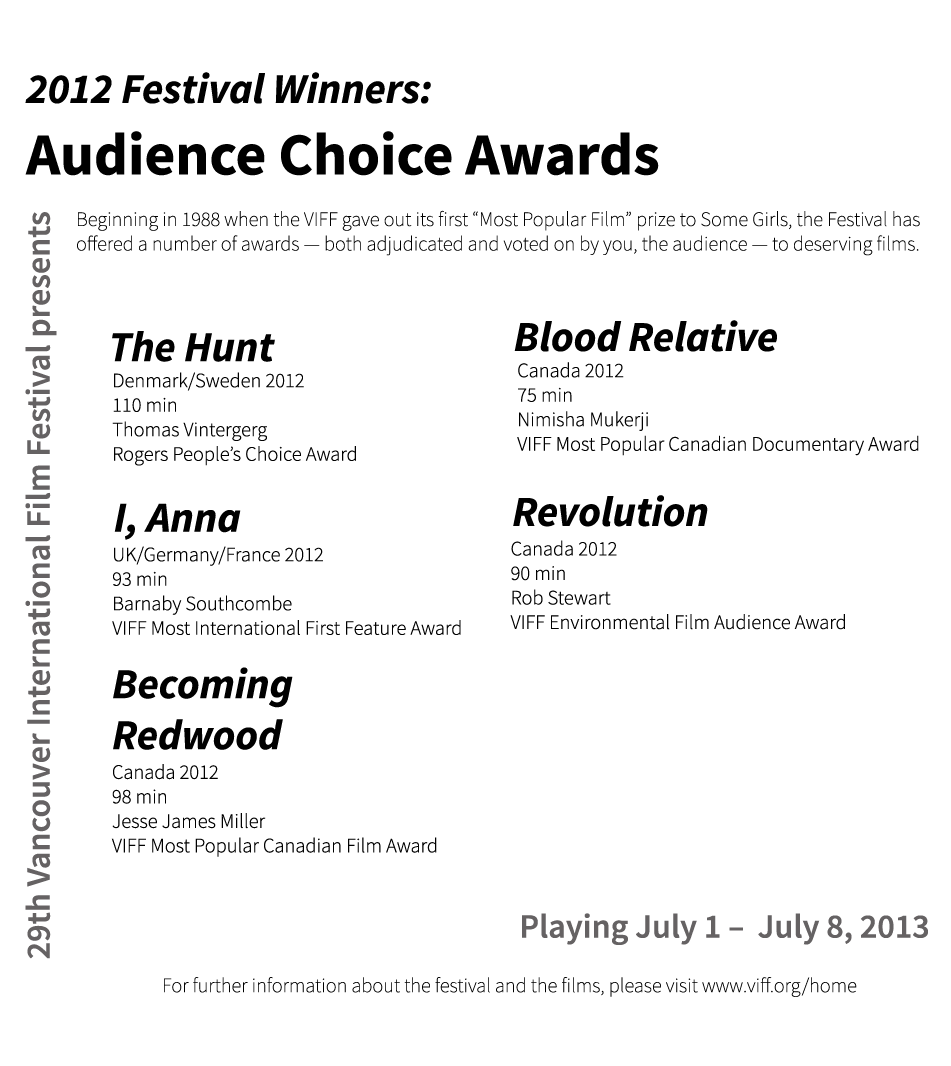 2012 Festival Winners:
Audience Choice Awards
29th Vancouver International Film Festival presents
Beginning in 1988 when the VIFF gave out its first “Most Popular Film” prize to Some Girls, the Festival has
offered a number of awards — both adjudicated and voted on by you, the audience — to deserving films.
The Hunt
Denmark/Sweden 2012
110 min
Thomas Vintergerg
Rogers People’s Choice Award
I, Anna
UK/Germany/France 2012
93 min
Barnaby Southcombe
VIFF Most International First Feature Award
Becoming
Redwood
Canada 2012
98 min
Jesse James Miller
VIFF Most Popular Canadian Film Award
Blood Relative
Canada 2012
75 min
Nimisha Mukerji
VIFF Most Popular Canadian Documentary Award
Revolution
Canada 2012
90 min
Rob Stewart
VIFF Environmental Film Audience Award
Playing July 1 – July 8, 2013
For further information about the festival and the films, please visit www.viff.org/home